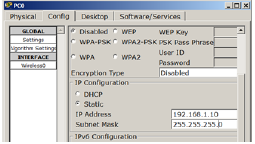 PC0
Physical Config Desktop Software/Services
GLOBAL
Settings
lgorithm Settings
INTERFACE
Wireless0
Disabled WEP WEP Key
WPA-PSK WPA2-PSK PSK Pass Phrase
WPA WPA2 User ID
Password
Encryption Type Disabled
IP Configuration
DHCP
Static
IP Address 192.168.1.10
Subnet Mask 255.255.255.0
IPv6 Configuration